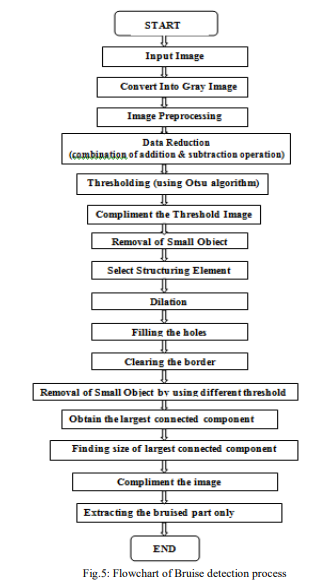 START
Input Image
Convert Into Gray Image
Image Preprocessing
Data Reduction
(combination of addition & subtraction operation)
Thresholding (using Otsu algorithm)
Compliment the Threshold Image
Removal of Small Object
Select Structuring Element
Dilation
Filling the holes
Clearing the border
Removal of Small Object by using different threshold
Obtain the largest connected component
Finding size of largest connected component
Compliment the image
Extracting the bruised part only
END
Fig.5: Flowchart of Bruise detection process